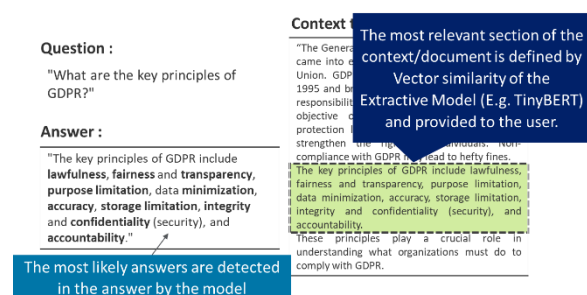 Question :
"What are the key principles of
GDPR?"
Answer :
"The key principles of GDPR include
lawfulness, fairness and transparency,
purpose limitation, data minimization,
accuracy, storage limitation, integrity
and confidentiality (security), and
accountability."
The most likely answers are detected
in the answer by the model
Context
"The General
came into
Union. GDP
1995 and
responsibilit
objective
protection
strengthen the individuals. Non-
compliance with GDPR may lead to hefty fines.
The key principles of GDPR include lawfulness,
fairness and transparency, purpose limitation,
data minimization, accuracy, storage limitation,
integrity and confidentiality (security), and
accountability.
These principles play a crucial role in
understanding what organizations must do to
comply with GDPR.
The most relevant section of the
context/document is defined by
Vector similarity of the
Extractive Model (E.g. TinyBERT)
and provided to the user.